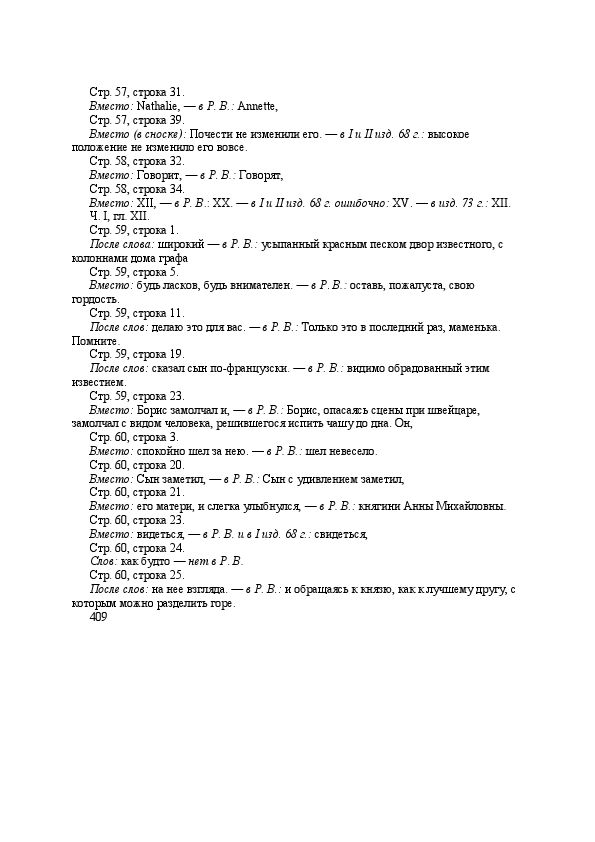 Стр. 57, строка 31.
Вместо: Nathalie, — в Р. В.: Annette,
Стр. 57, строка 39.
Вместо (в сноске): Почести не изменили его. — в I и II изд. 68 г.: высокое
положение не изменило его вовсе.
Стр. 58, строка 32.
Вместо: Говорит, — в Р. В.: Говорят,
Стр. 58, строка 34.
Вместо: XII, — в Р. В.: XX. — в I и II изд. 68 г. ошибочно: XV. — в изд. 73 г.: XII.
Ч. I, гл. XII.
Стр. 59, строка 1.
После слова: широкий — в Р. В.: усыпанный красным песком двор известного, с
колоннами дома графа
Стр. 59, строка 5.
Вместо: будь ласков, будь внимателен. — в Р. В.: оставь, пожалуста, свою
гордость.
Стр. 59, строка 11.
После слов: делаю это для вас. — в Р. В.: Только это в последний раз, маменька.
Помните.
Стр. 59, строка 19.
После слов: сказал сын по-французски. — в Р. В.: видимо обрадованный этим
известием.
Стр. 59, строка 23.
Вместо: Борис замолчал и, — в Р. В.: Борис, опасаясь сцены при швейцаре,
замолчал с видом человека, решившегося испить чашу до дна. Он,
Стр. 60, строка 3.
Вместо: спокойно шел за нею. — в Р. В.: шел невесело.
Стр. 60, строка 20.
Вместо: Сын заметил, — в Р. В.: Сын с удивлением заметил,
Стр. 60, строка 21.
Вместо: его матери, и слегка улыбнулся, — в Р. В.: княгини Анны Михайловны.
Стр. 60, строка 23.
Вместо: видеться, — в Р. В. и в I изд. 68 г.: свидеться,
Стр. 60, строка 24.
Слов: как будто — нет в Р. В.
Стр. 60, строка 25.
После слов: на нее взгляда. — в Р. В.: и обращаясь к князю, как к лучшему другу, с
которым можно разделить горе.
409